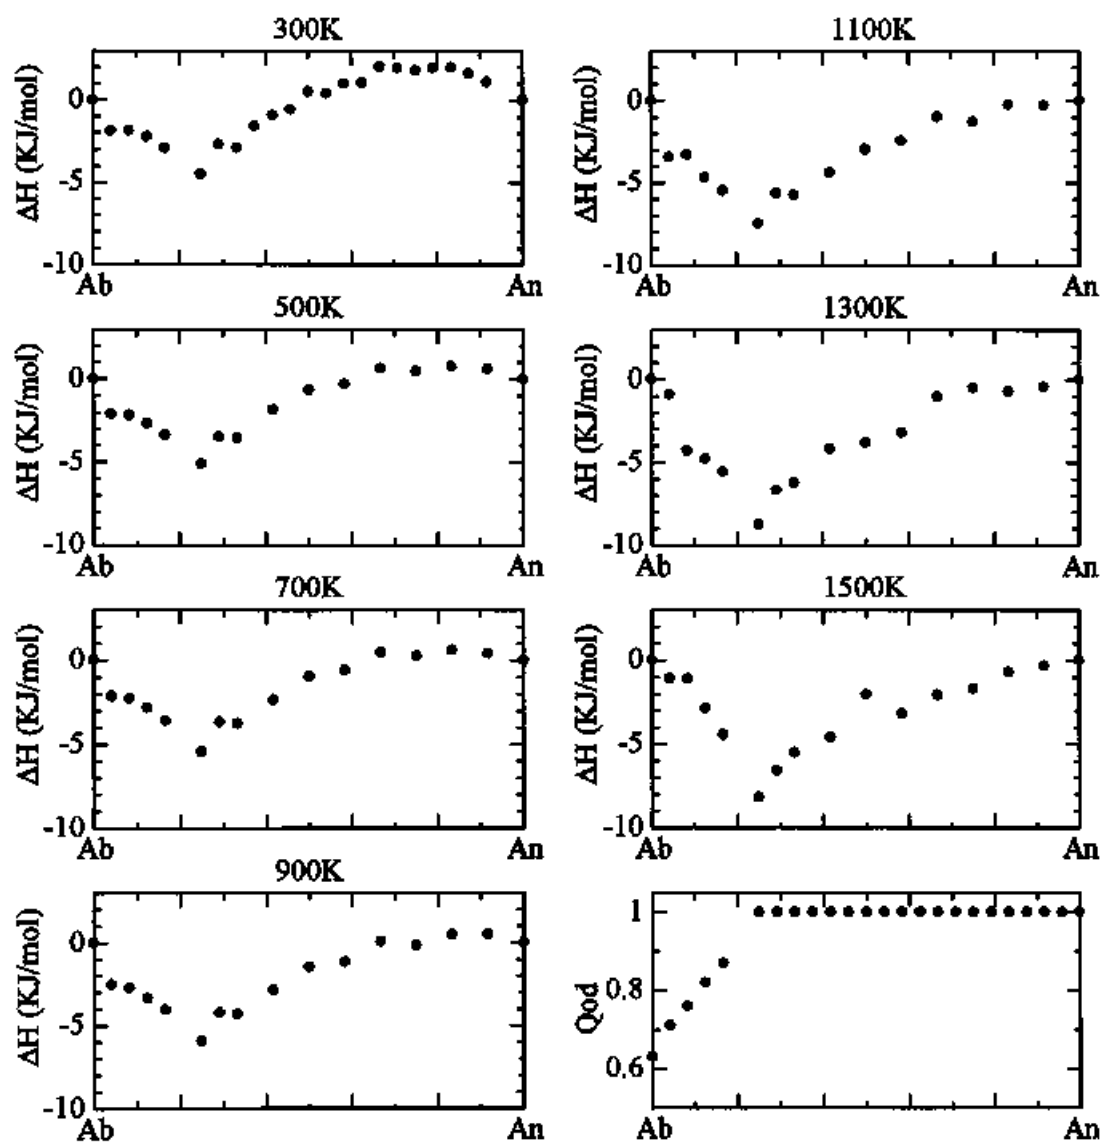 300K
1100K
ΔH (KJ/mol)
0
-5
-10
Ab
An
ΔH (KJ/mol)
0
-5
-10
Ab
An
500K
1300K
ΔH (KJ/mol)
0
-5
-10
Ab
An
ΔH (KJ/mol)
0
-5
-10
Ab
An
700K
1500K
ΔH (KJ/mol)
0
-5
-10
Ab
An
ΔH (KJ/mol)
0
-5
-10
Ab
An
900K
ΔH (KJ/mol)
0
-5
-10
Ab
An
Qod
1
0.8
0.6
Ab
An